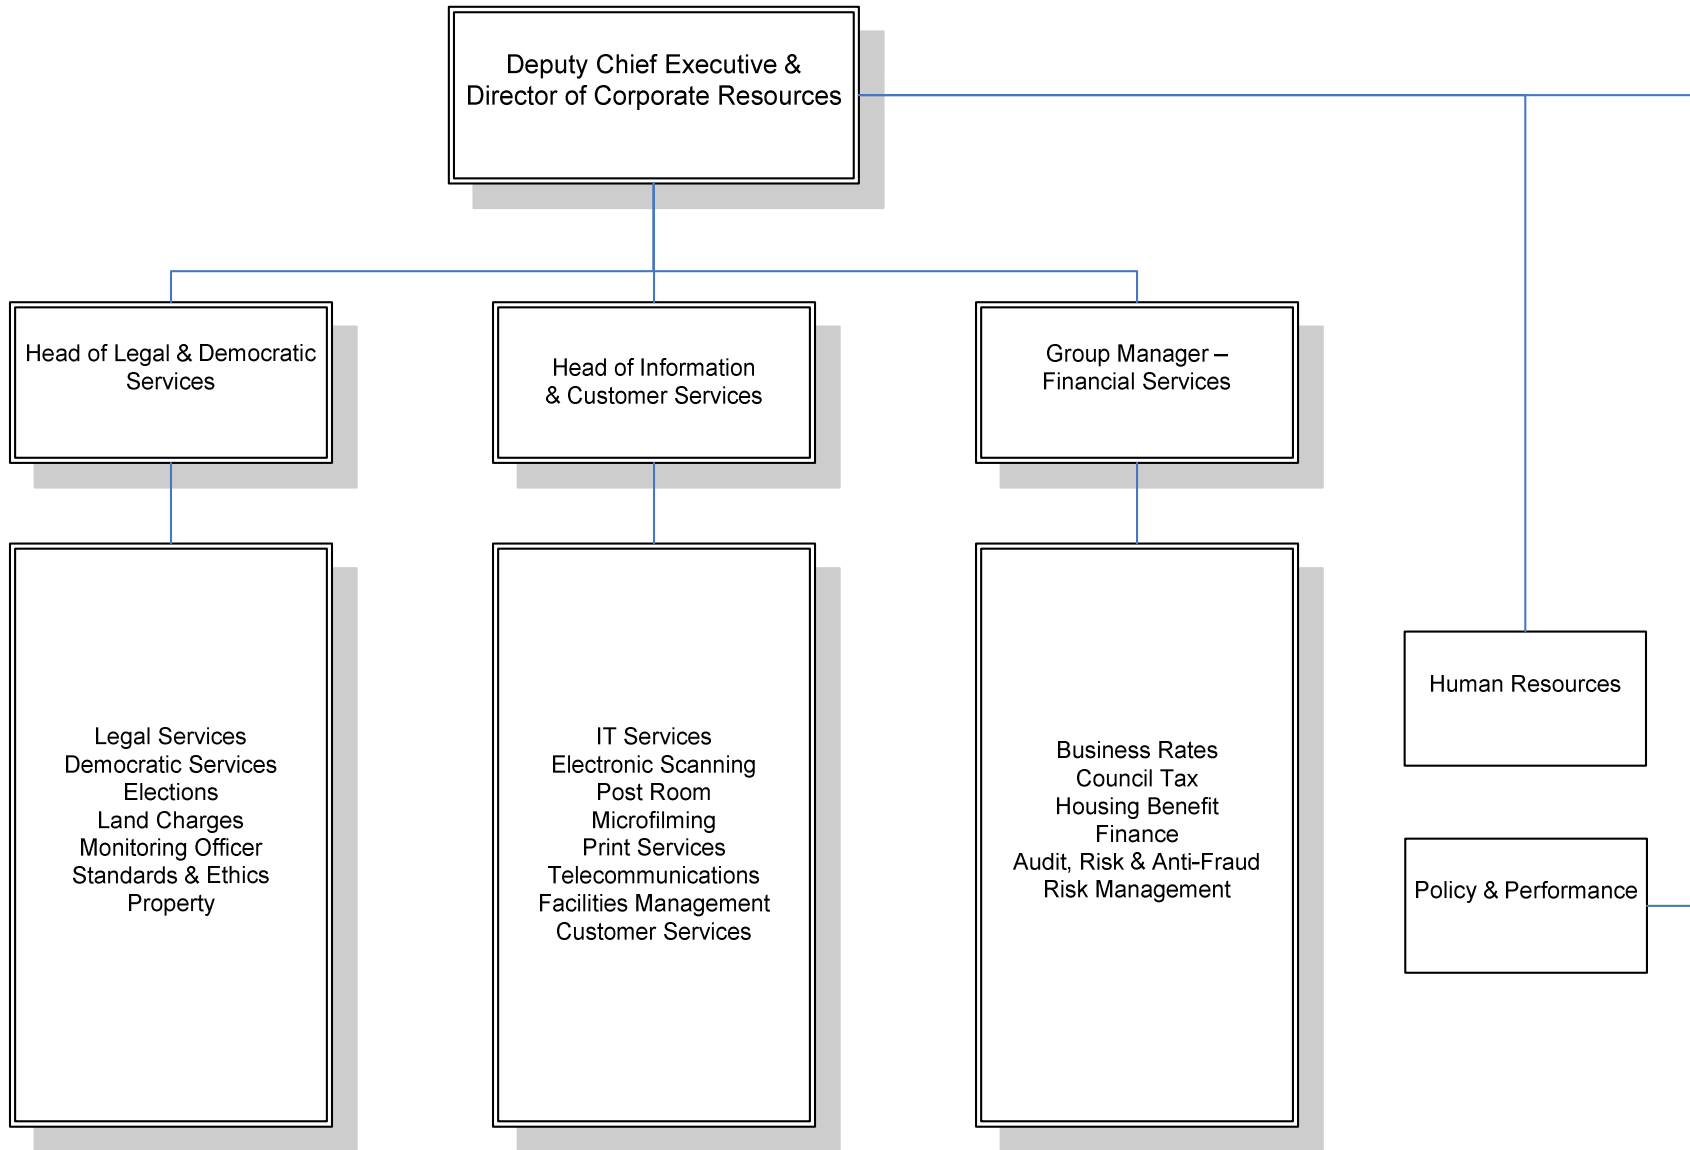 Deputy Chief Executive &
Director of Corporate Resources
Head of Legal & Democratic
Services
Head of Information
& Customer Services
Group Manager –
Financial Services
Legal Services
Democratic Services
Elections
Land Charges
Monitoring Officer
Standards & Ethics
Property
IT Services
Electronic Scanning
Post Room
Microfilming
Print Services
Telecommunications
Facilities Management
Customer Services
Business Rates
Council Tax
Housing Benefit
Finance
Audit, Risk & Anti-Fraud
Risk Management
Human Resources
Policy & Performance